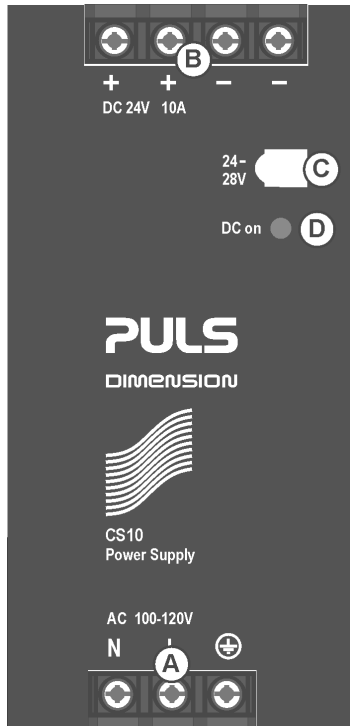 B
+ + − −
DC 24V 10A
24–
28V
C
DC on
D
PULS
DIMENSION
CS10
Power Supply
AC 100-120V
N
A